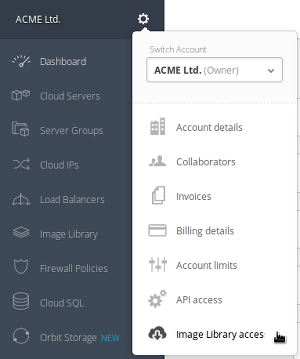 ACME Ltd.
Dashboard
Cloud Servers
Server Groups
Cloud IPs
Load Balancers
Image Library
Firewall Policies
Cloud SQL
Orbit Storage NEW
Switch Account
ACME Ltd. (Owner)
Account details
Collaborators
Invoices
Billing details
Account limits
API access
Image Library access